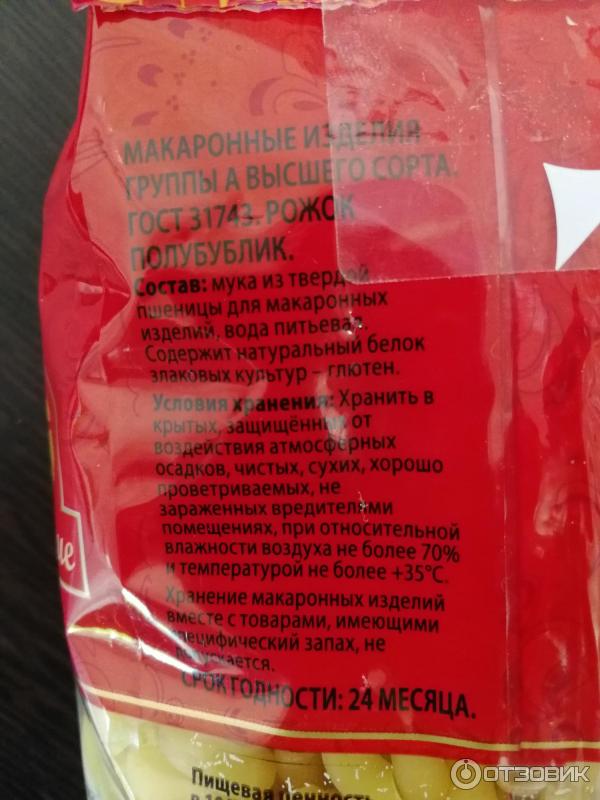 МАКАРОННЫЕ ИЗДЕЛИЯ
ГРУППЫ А ВЫСШЕГО СОРТА.
ГОСТ 31743. РОЖОК
ПОЛУБУБЛИК.
Состав: мука из твердой
пшеницы для макаронных
изделий, вода питьевая.
Содержит натуральный белок
злаковых культур – глютен.
Условия хранения: Хранить в
крытых, защищённых от
воздействия атмосферных
осадков, чистых, сухих, хорошо
проветриваемых, не
зараженных вредителями
помещениях, при относительной
влажности воздуха не более 70%
и температурой не более +35°С.
Хранение макаронных изделий
вместе с товарами, имеющими
специфический запах, не
допускается.
СРОК ГОДНОСТИ: 24 МЕСЯЦА.
Пищевая ценность
ОТЗОВИК